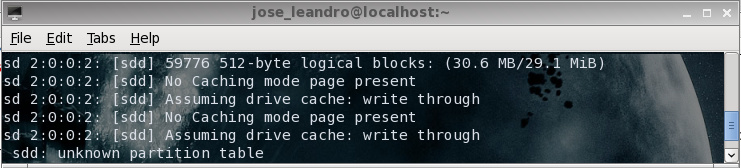 jose_leandro@localhost:~
File Edit Tabs Help
sd 2:0:0:2: [sdd] 59776 512-byte logical blocks: (30.6 MB/29.1 MiB)
sd 2:0:0:2: [sdd] No Caching mode page present
sd 2:0:0:2: [sdd] Assuming drive cache: write through
sd 2:0:0:2: [sdd] No Caching mode page present
sd 2:0:0:2: [sdd] Assuming drive cache: write through
sdd: unknown partition table